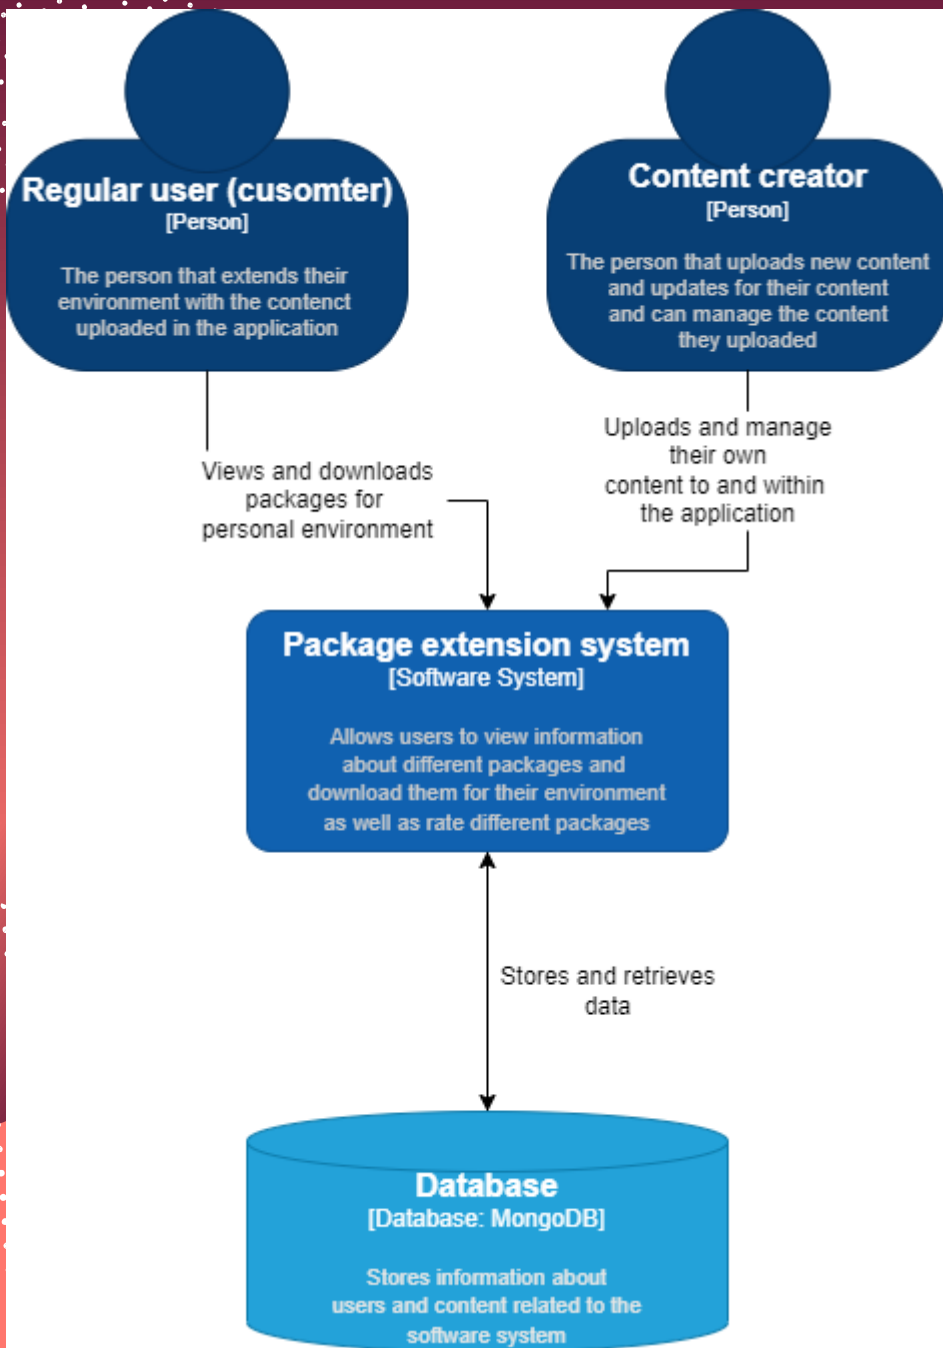 Regular user (cusomter)
[Person]
The person that extends their
environment with the contenct
uploaded in the application
Content creator
[Person]
The person that uploads new content
and updates for their content
and can manage the content
they uploaded
Views and downloads
packages for
personal environment
Uploads and manage
their own
content to and within
the application
Package extension system
[Software System]
Allows users to view information
about different packages and
download them for their environment
as well as rate different packages
Stores and retrieves
data
Database
[Database: MongoDB]
Stores information about
users and content related to the
software system